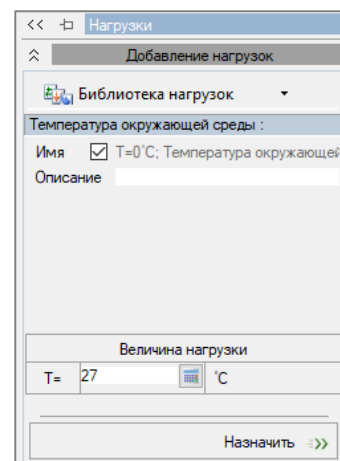 << Нагрузки
Добавление нагрузок
Библиотека нагрузок
Температура окружающей среды :
Имя T=0°C; Температура окружающей
Описание
Величина нагрузки
T= 27 °C
Назначить >>